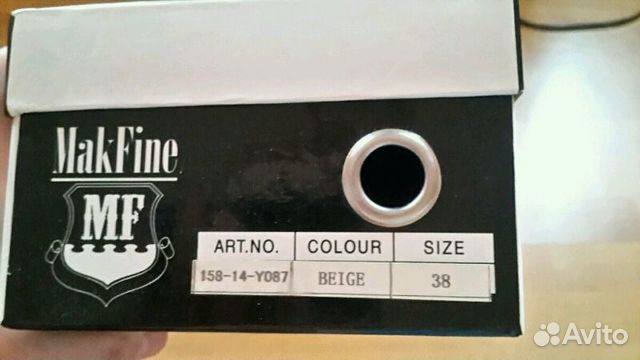 MakFine
MF
ART.NO. COLOUR SIZE
158-14-Y087 BEIGE 38
Avito